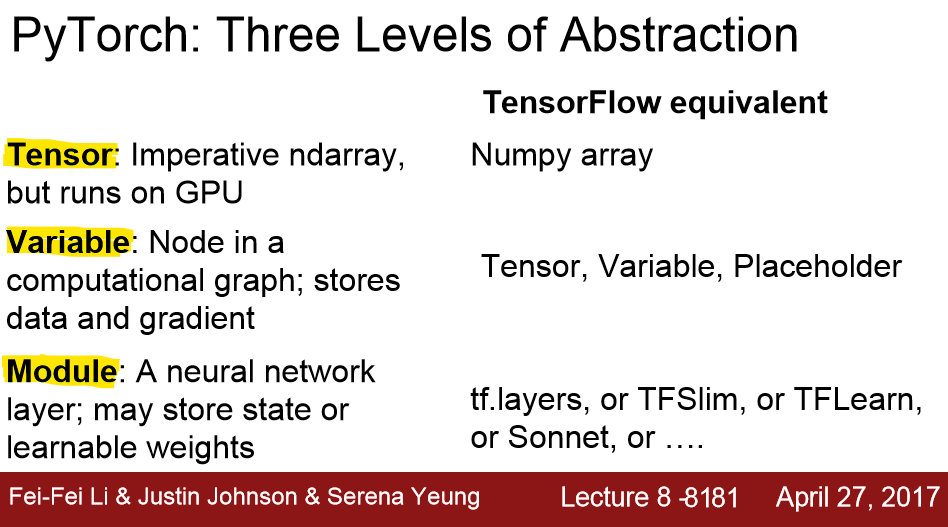 PyTorch: Three Levels of Abstraction
TensorFlow equivalent
Tensor: Imperative ndarray,
but runs on GPU
Numpy array
Variable: Node in a
computational graph; stores
data and gradient
Tensor, Variable, Placeholder
Module: A neural network
layer; may store state or
learnable weights
tf.layers, or TFSlim, or TFLearn,
or Sonnet, or ….
Fei-Fei Li & Justin Johnson & Serena Yeung
Lecture 8 -8181
April 27, 2017